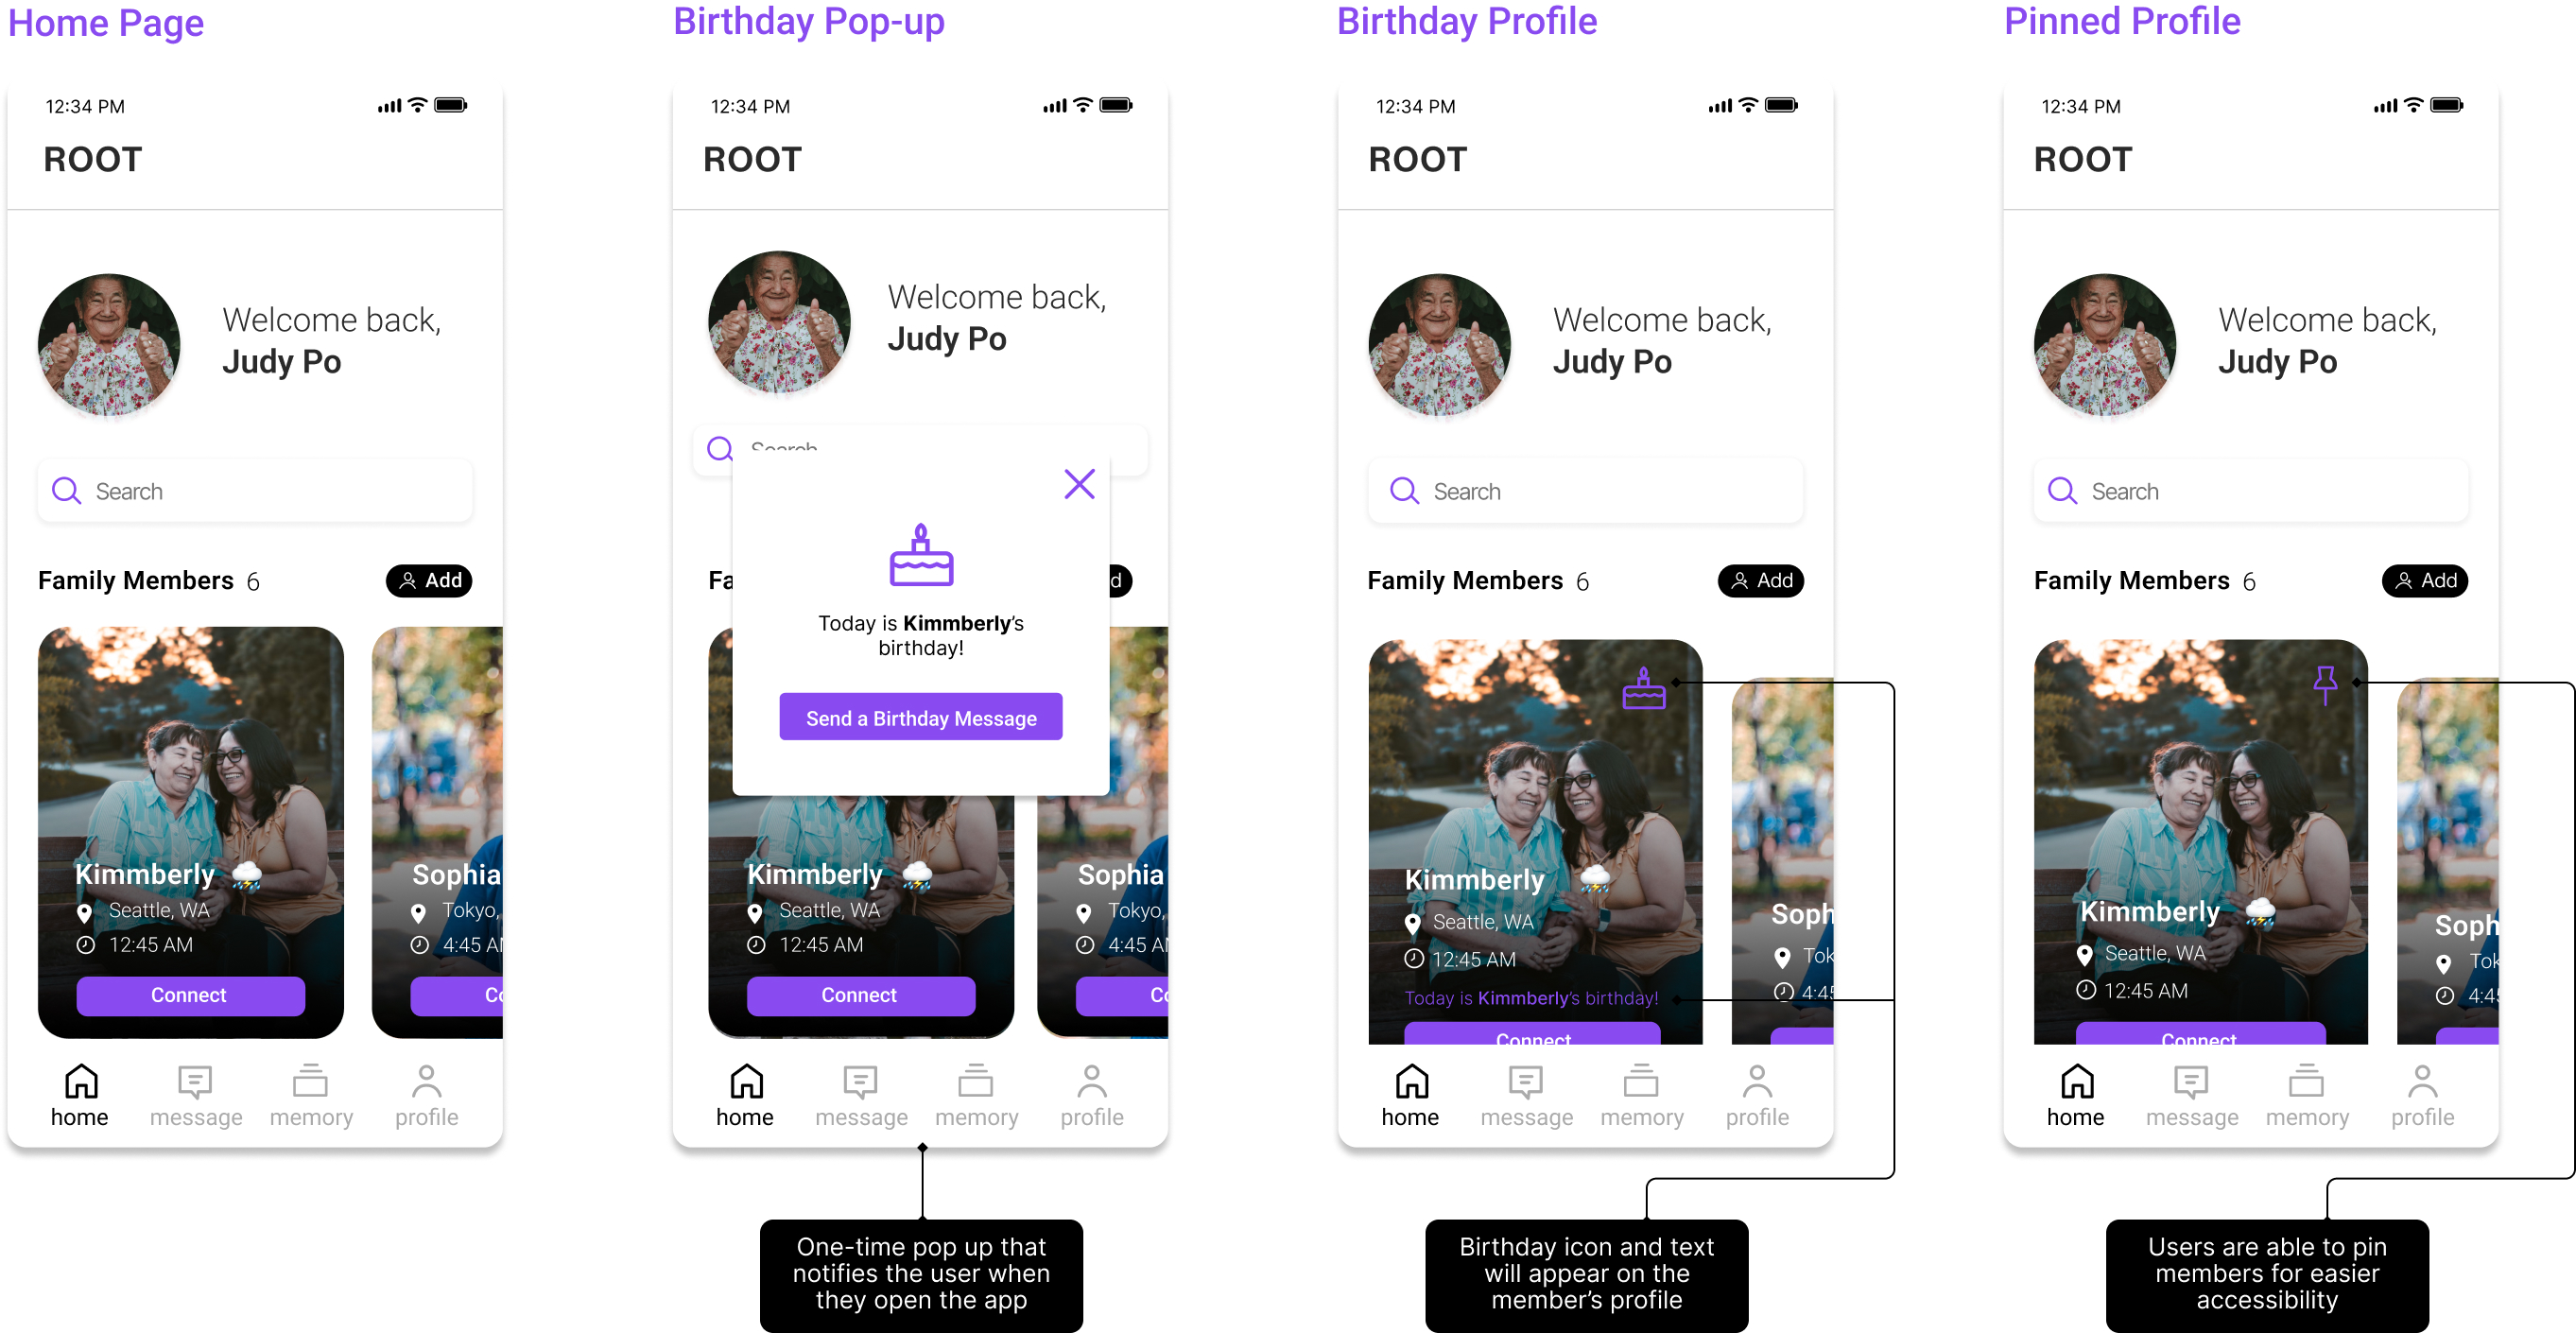 Home Page
12:34 PM
ROOT
Welcome back,
Judy Po
Search
Family Members 6
Add
Kimmberly
Seattle, WA
12:45 AM
Connect
Sophia
Tokyo,
4:45 A
Co
home
message
memory
profile
Birthday Pop-up
12:34 PM
ROOT
Welcome back,
Judy Po
Search
Fa
d
Today is Kimmberly's
birthday!
Send a Birthday Message
Kimmberly
Seattle, WA
12:45 AM
Connect
Sophia
Tokyo,
4:45 A
Co
home
message
memory
profile
One-time pop up that
notifies the user when
they open the app
Birthday Profile
12:34 PM
ROOT
Welcome back,
Judy Po
Search
Family Members 6
Add
Kimmberly
Seattle, WA
12:45 AM
Today is Kimmberly's birthday!
Connect
Soph
Tok
4:45
home
message
memory
profile
Birthday icon and text
will appear on the
member’s profile
Pinned Profile
12:34 PM
ROOT
Welcome back,
Judy Po
Search
Family Members 6
Add
Kimmberly
Seattle, WA
12:45 AM
Connect
Soph
Tok
4:4
home
message
memory
profile
Users are able to pin
members for easier
accessibility